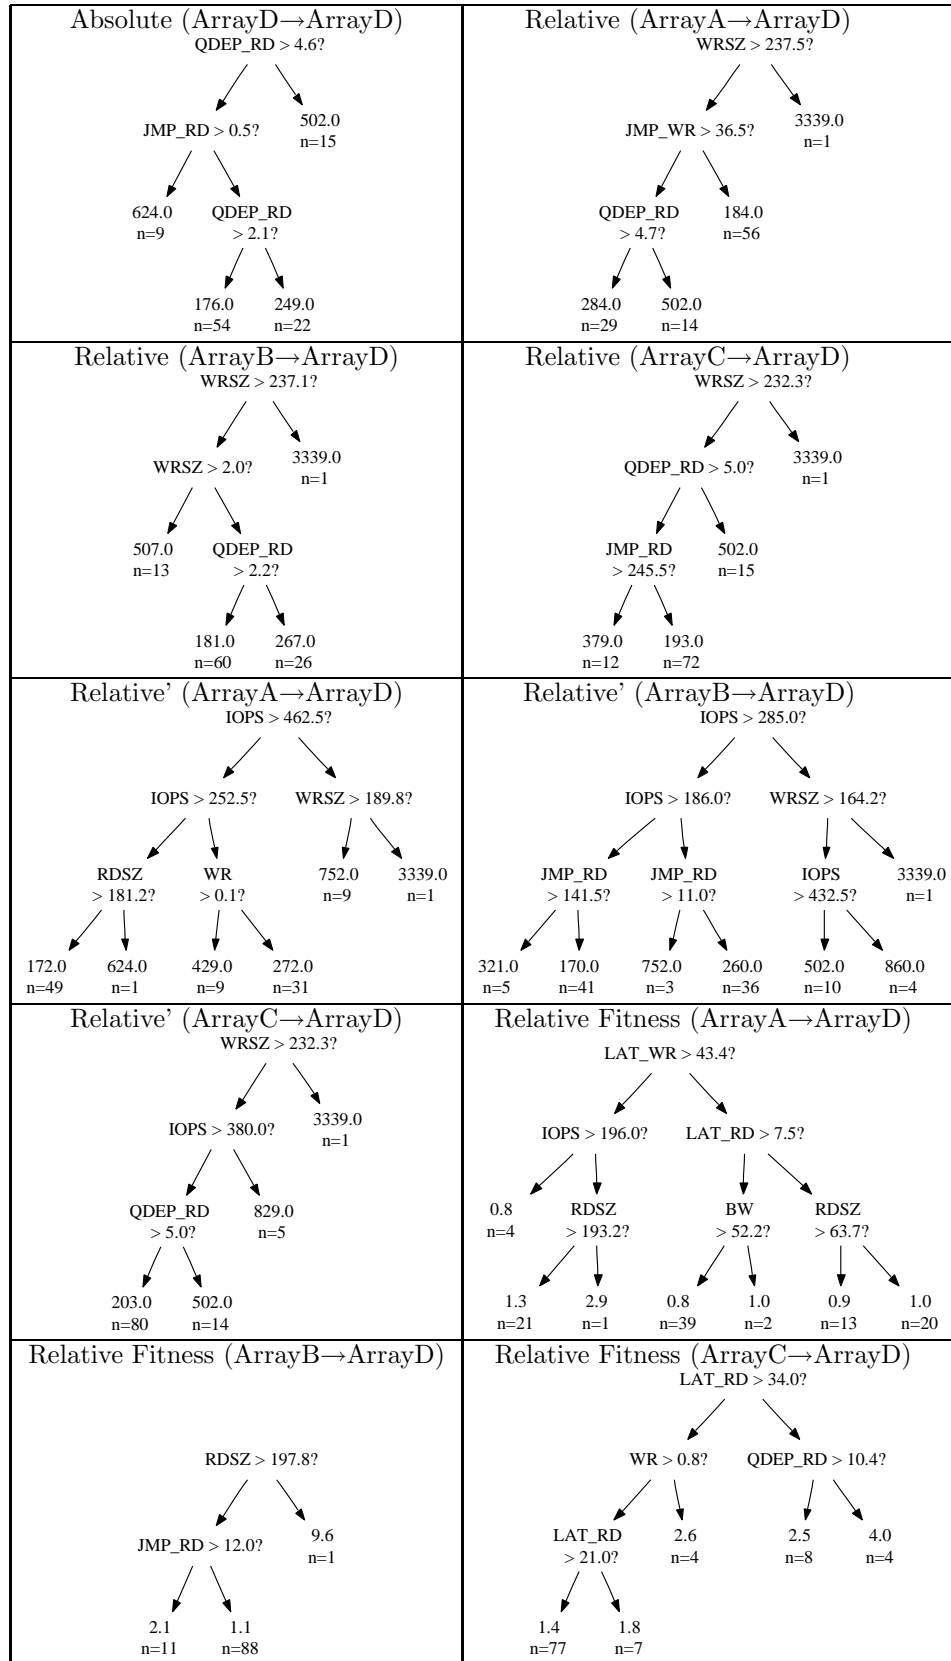 Absolute (ArrayD→ArrayD)
QDEP_RD > 4.6?
JMP_RD > 0.5?
502.0
n=15
624.0
n=9
QDEP_RD
> 2.1?
176.0
n=54
249.0
n=22
Relative (ArrayA→ArrayD)
WRSZ > 237.5?
JMP_WR > 36.5?
3339.0
n=1
QDEP_RD
> 4.7?
184.0
n=56
284.0
n=29
502.0
n=14
Relative (ArrayB→ArrayD)
WRSZ > 237.1?
WRSZ > 2.0?
3339.0
n=1
507.0
n=13
QDEP_RD
> 2.2?
181.0
n=60
267.0
n=26
Relative (ArrayC→ArrayD)
WRSZ > 232.3?
QDEP_RD > 5.0?
3339.0
n=1
JMP_RD
> 245.5?
502.0
n=15
379.0
n=12
193.0
n=72
Relative’ (ArrayA→ArrayD)
IOPS > 462.5?
IOPS > 252.5?
WRSZ > 189.8?
RDSZ
> 181.2?
WR
> 0.1?
752.0
n=9
3339.0
n=1
172.0
n=49
624.0
n=1
429.0
n=9
272.0
n=31
Relative’ (ArrayB→ArrayD)
IOPS > 285.0?
IOPS > 186.0?
WRSZ > 164.2?
JMP_RD
> 141.5?
JMP_RD
> 11.0?
IOPS
> 432.5?
3339.0
n=1
321.0
n=5
170.0
n=41
752.0
n=3
260.0
n=36
502.0
n=10
860.0
n=4
Relative’ (ArrayC→ArrayD)
WRSZ > 232.3?
IOPS > 380.0?
3339.0
n=1
QDEP_RD
> 5.0?
829.0
n=5
203.0
n=80
502.0
n=14
Relative Fitness (ArrayA→ArrayD)
LAT_WR > 43.4?
IOPS > 196.0?
LAT_RD > 7.5?
0.8
n=4
RDSZ
> 193.2?
BW
> 52.2?
RDSZ
> 63.7?
1.3
n=21
2.9
n=1
0.8
n=39
1.0
n=2
0.9
n=13
1.0
n=20
Relative Fitness (ArrayB→ArrayD)
RDSZ > 197.8?
JMP_RD > 12.0?
9.6
n=1
2.1
n=11
1.1
n=88
Relative Fitness (ArrayC→ArrayD)
LAT_RD > 34.0?
WR > 0.8?
QDEP_RD > 10.4?
LAT_RD
> 21.0?
2.6
n=4
2.5
n=8
4.0
n=4
1.4
n=77
1.8
n=7